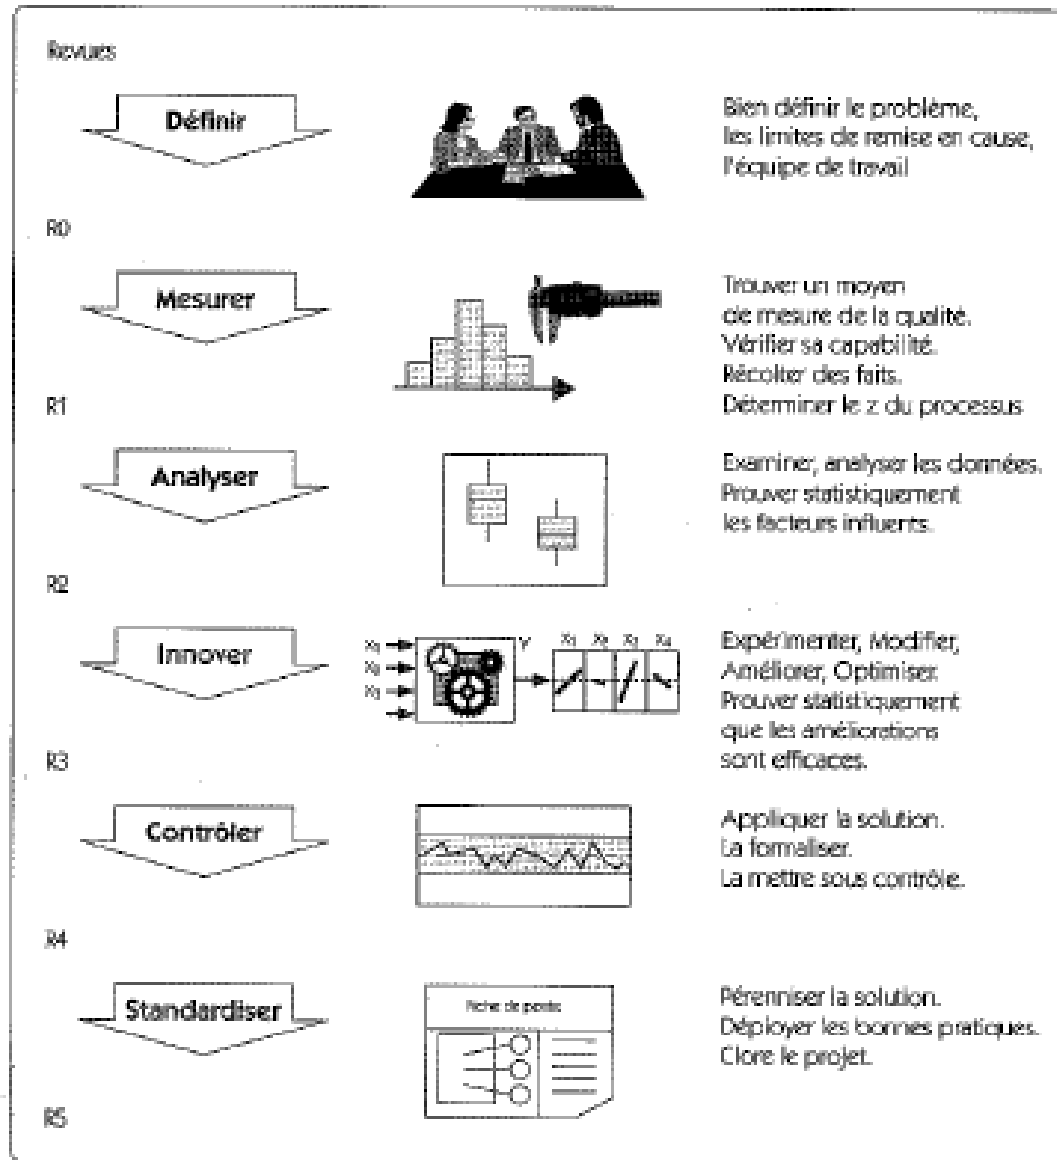 Revues
Définir
Bien définir le problème,
les limites de remise en cause,
l'équipe de travail
R0
Mesurer
Trouver un moyen
de mesure de la qualité.
Vérifier sa capabilité.
Récolter des faits.
Déterminer le z du processus
R1
Analyser
Examiner, analyser les données.
Prouver statistiquement
les facteurs influents.
R2
Innover
Y
Expérimenter, Modifier,
Améliorer, Optimiser.
Prouver statistiquement
que les améliorations
sont efficaces.
R3
Contrôler
Appliquer la solution.
La formaliser.
La mettre sous contrôle.
R4
Standardiser
Fiche de poste
Pérenniser la solution.
Déployer les bonnes pratiques.
Clore le projet.
R5